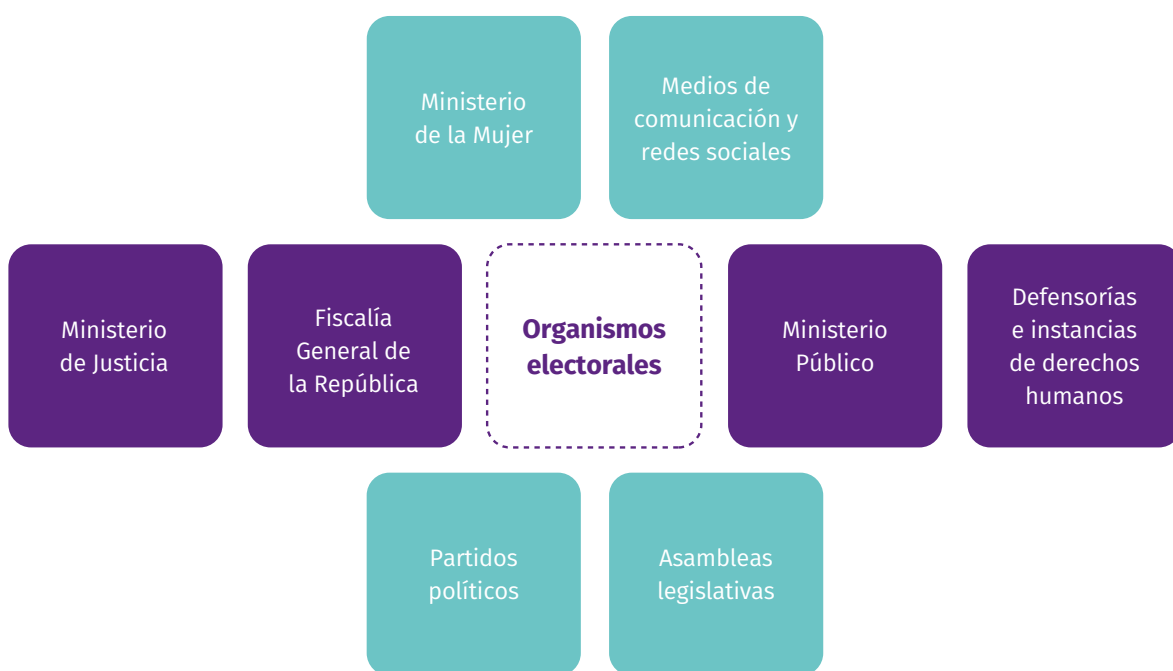 Ministerio
de la Mujer
Medios de
comunicación y
redes sociales
Ministerio
de Justicia
Fiscalía
General de
la República
Organismos
electorales
Ministerio
Público
Defensorías
e instancias
de derechos
humanos
Partidos
políticos
Asambleas
legislativas